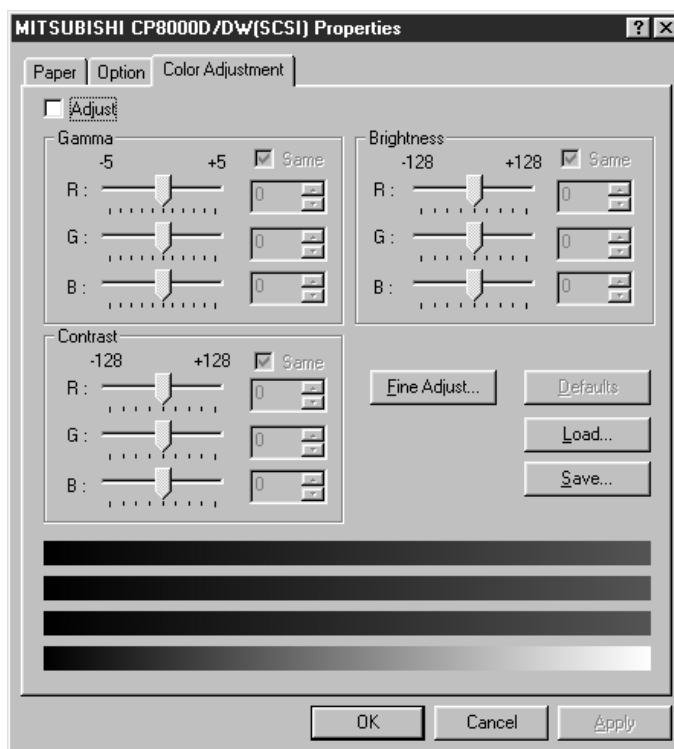 MITSUBISHI CP8000D/DW(SCSI) Properties
Paper Option Color Adjustment
Adjust
Gamma
-5 +5 Same
R : 0
G : 0
B : 0
Brightness
-128 +128 Same
R : 0
G : 0
B : 0
Contrast
-128 +128 Same
R : 0
G : 0
B : 0
Fine Adjust... Defaults
Load...
Save...
OK Cancel Apply